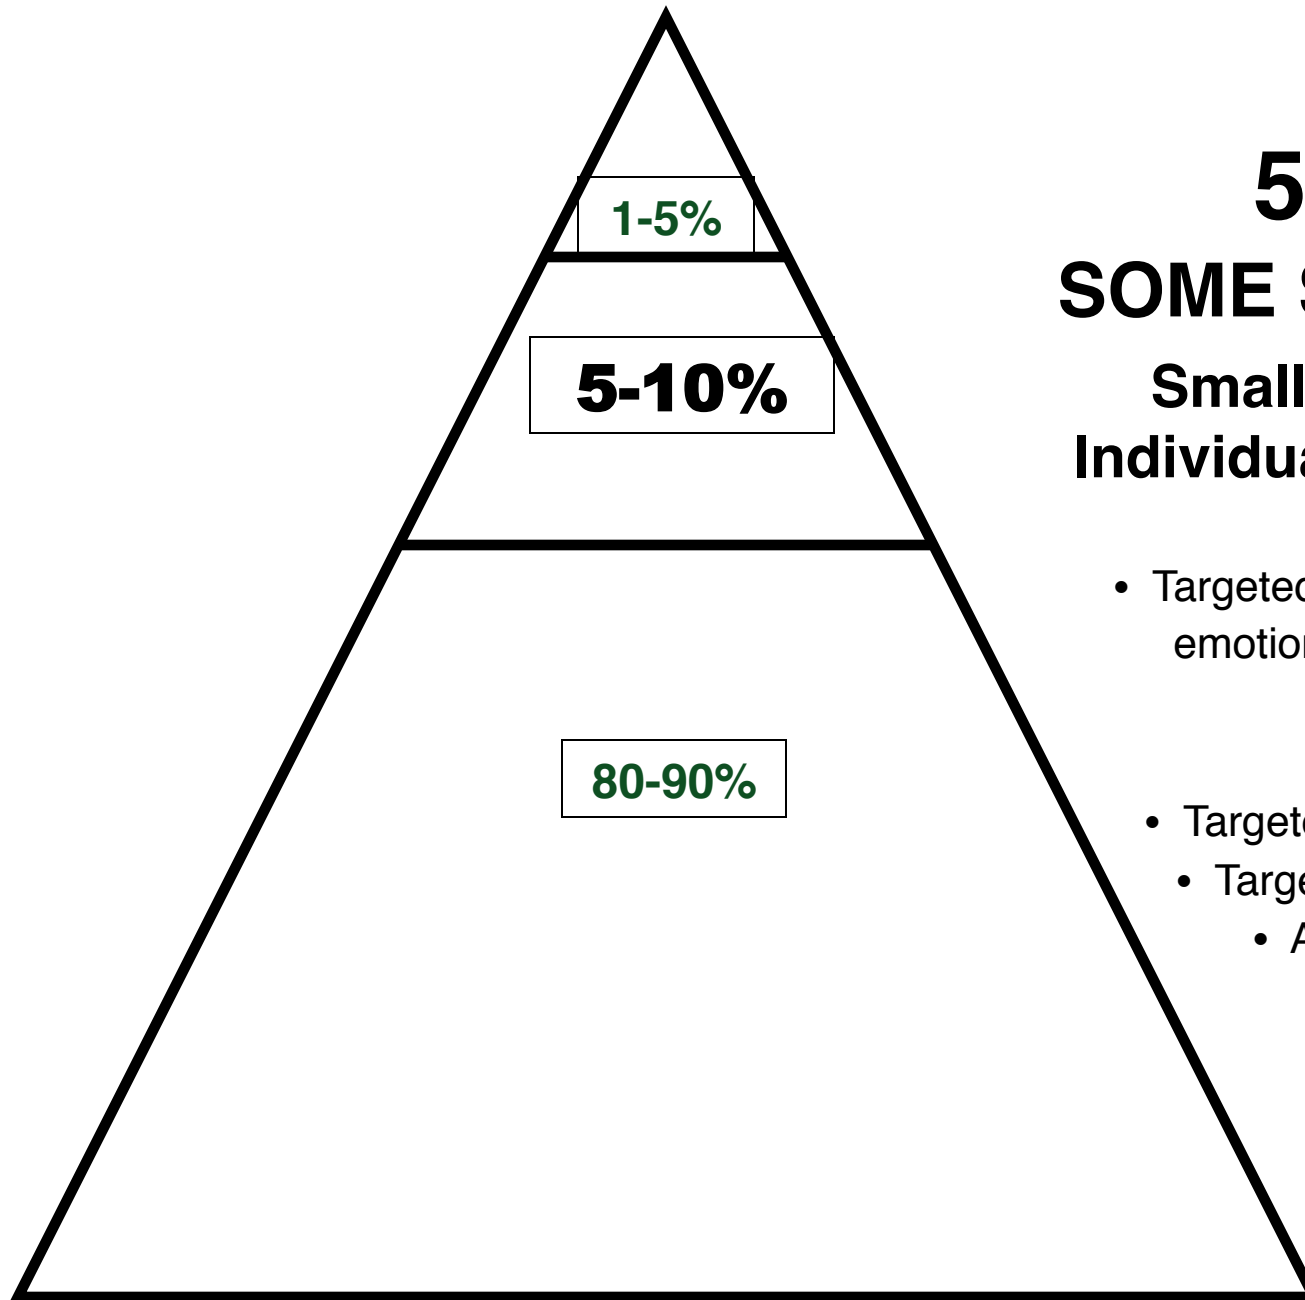 1-5%
5-10%
80-90%
5
SOME
Small
Individua
• Targeted
emotion
• Targete
• Targe
• A